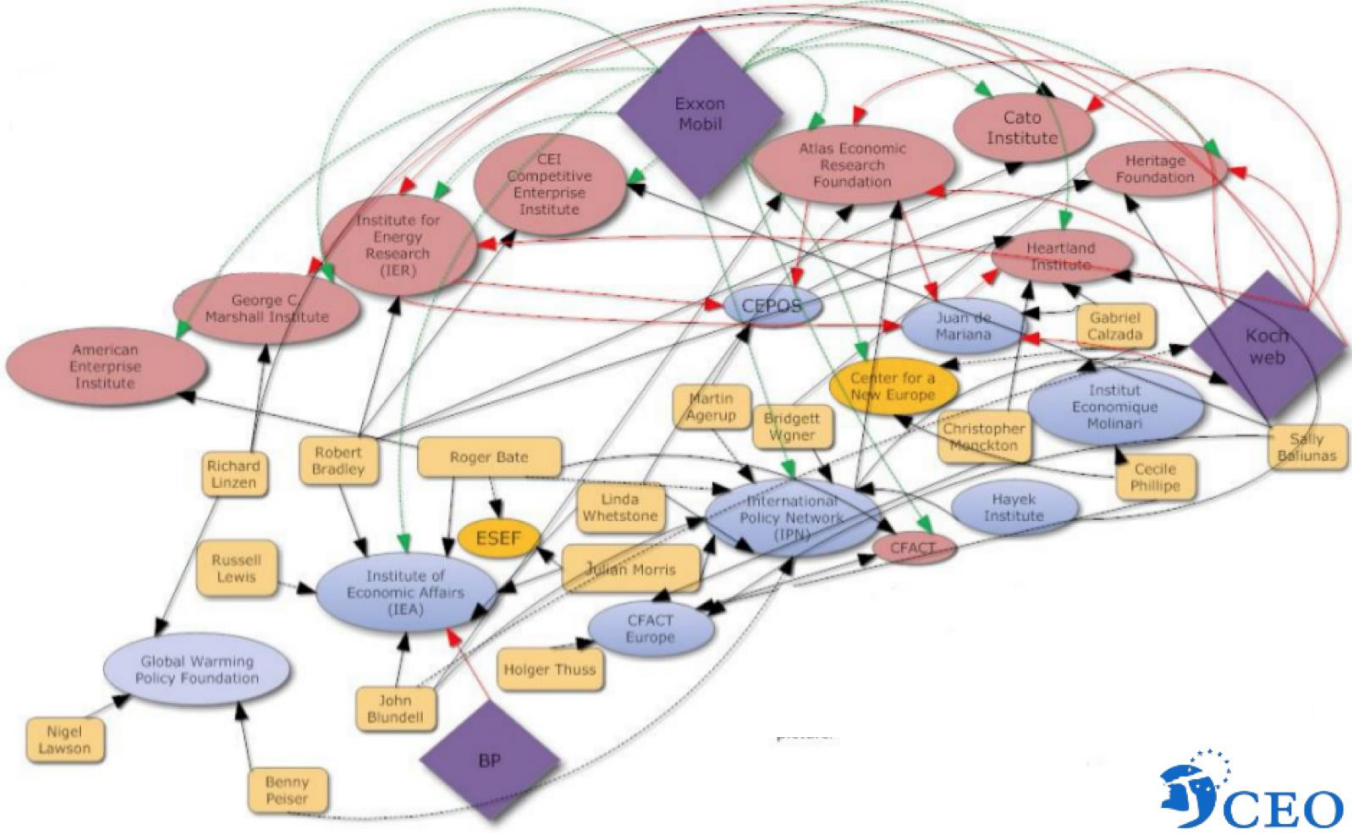 Exxon
Mobil
Cato
Institute
Atlas Economic
Research
Foundation
Heritage
Foundation
CEI
Competitive
Enterprise
Institute
Institute for
Energy
Research
(IER)
Heartland
Institute
George C.
Marshall Institute
CEPOS
Juan de
Mariana
Gabriel
Calzada
Koch
web
American
Enterprise
Institute
Center for a
New Europe
Institut
Economique
Molinari
Martin
Agerup
Bridgett
Wgner
Christopher
Monckton
Sally
Baliunas
Richard
Linzen
Robert
Bradley
Roger Bate
Cecile
Phillipe
Linda
Whetstone
International
Policy Network
(IPN)
Hayek
Institute
ESEF
CFACT
Russell
Lewis
Institute of
Economic Affairs
(IEA)
Julian Morris
CFACT
Europe
Global Warming
Policy Foundation
Holger Thuss
John
Blundell
Nigel
Lawson
BP
Benny
Peiser
CEO